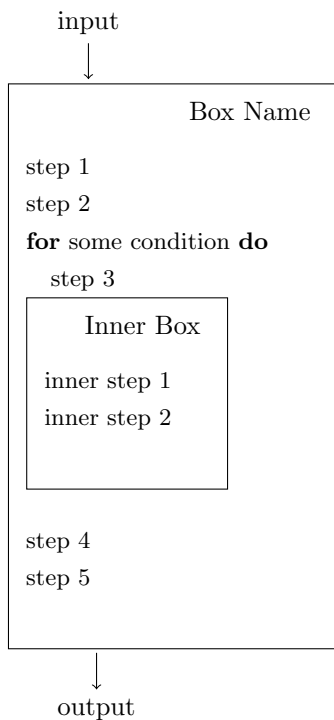 input
Box Name
step 1
step 2
for some condition do
step 3
Inner Box
inner step 1
inner step 2
step 4
step 5
output